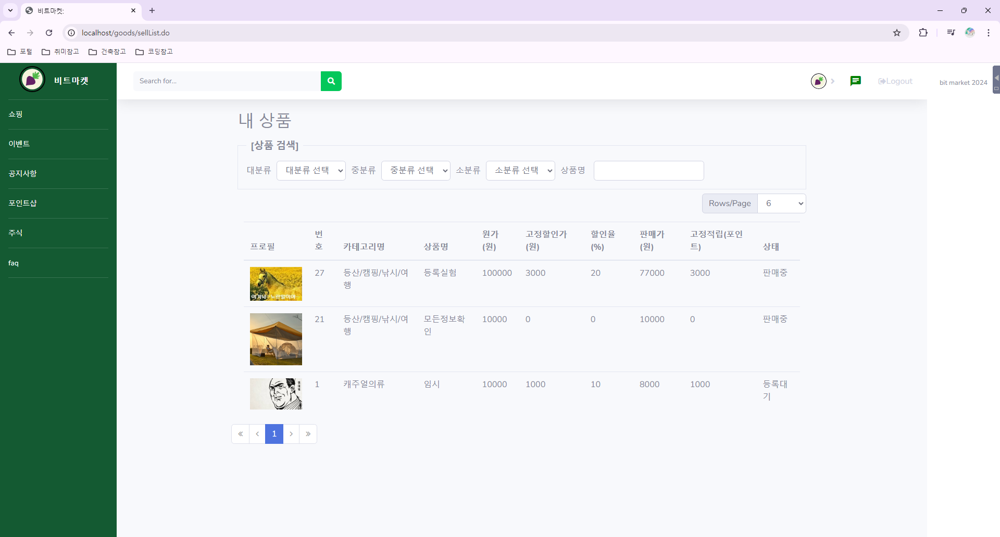 비트마켓:
localhost/goods/sellList.do
포털
취미참고
건축참고
코딩참고
비트마켓
Search for...
Logout
bit market 2024
쇼핑
이벤트
공지사항
포인트샵
주식
faq
내 상품
[상품 검색]
대분류 대분류 선택 중분류 중분류 선택 소분류 소분류 선택 상품명
Rows/Page 6
프로필 번호 카테고리명 상품명 원가(원) 고정할인가(원) 할인율(%) 판매가(원) 고정적립(포인트) 상태
27 등산/캠핑/낚시/여행 등록실험 100000 3000 20 77000 3000 판매중
21 등산/캠핑/낚시/여행 모든정보확인 10000 0 0 10000 0 판매중
1 캐주얼의류 임시 10000 1000 10 8000 1000 등록대기
« ‹ 1 › »